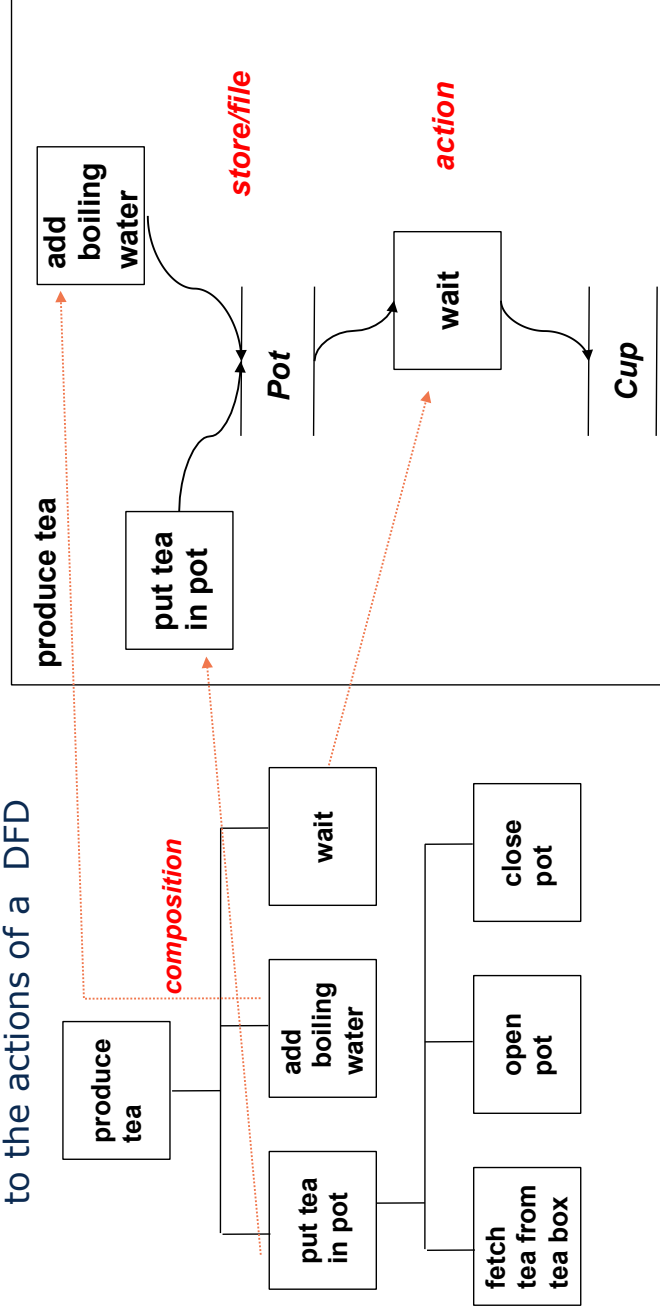 to the actions of a DFD
produce
tea
composition
put tea
in pot
add
boiling
water
wait
fetch
tea from
tea box
open
pot
close
pot
produce tea
put tea
in pot
add
boiling
water
store/file
Pot
action
wait
Cup